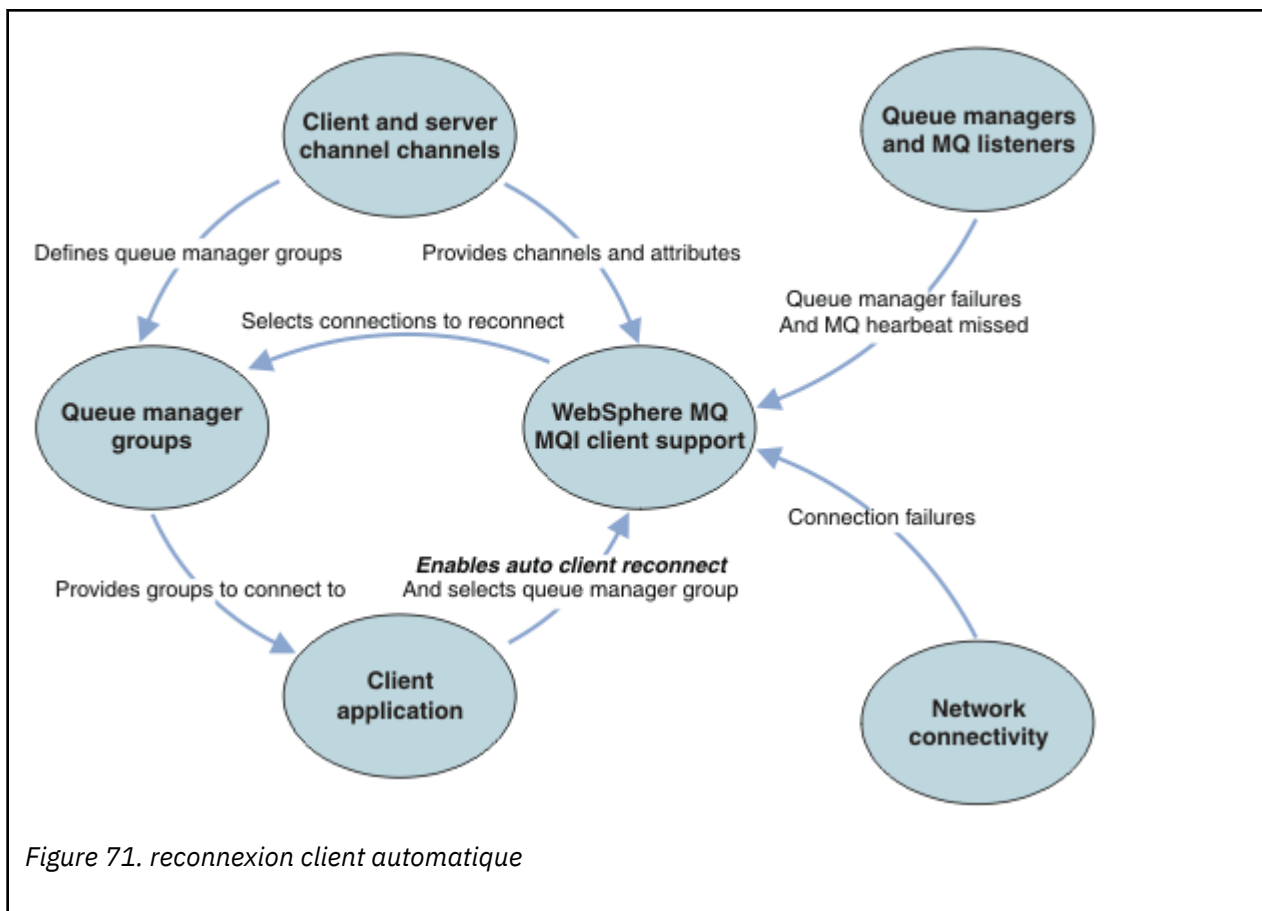 Client and server
channel channels
Queue managers
and MQ listeners
Defines queue manager groups
Provides channels and attributes
Queue manager failures
And MQ hearbeat missed
Selects connections to reconnect
Queue manager
groups
WebSphere MQ
MQI client support
Connection failures
Enables auto client reconnect
And selects queue manager group
Provides groups to connect to
Client
application
Network
connectivity
Figure 71. reconnexion client automatique